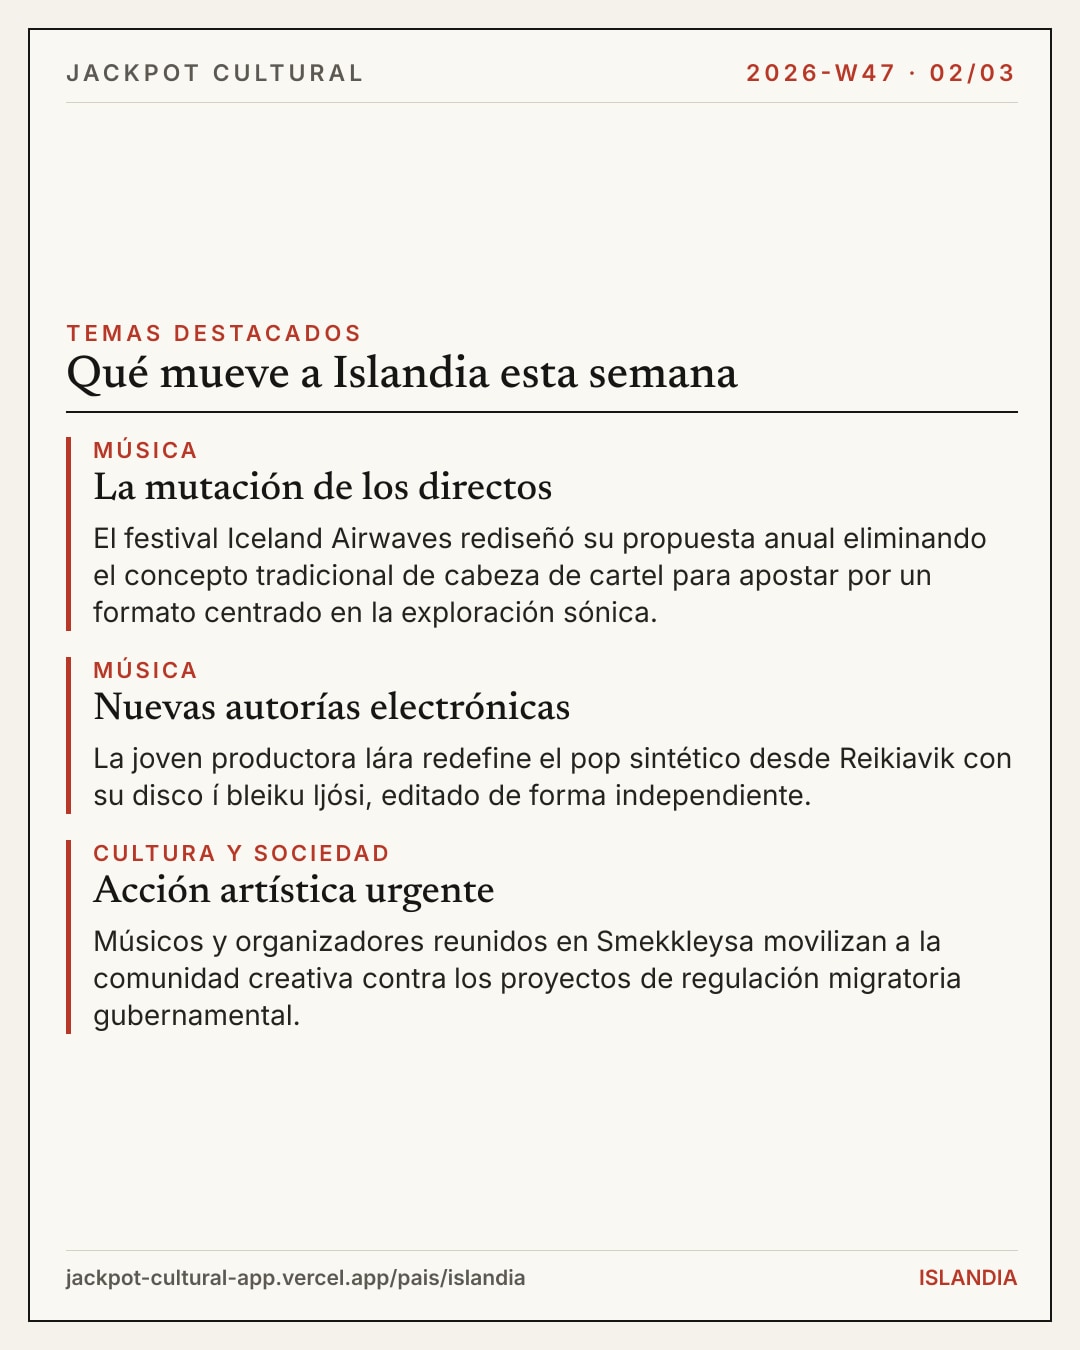 JACKPOT CULTURAL
2026-W47 · 02/03
TEMAS DESTACADOS
Qué mueve a Islandia esta semana
MÚSICA
La mutación de los directos
El festival Iceland Airwaves rediseñó su propuesta anual eliminando
el concepto tradicional de cabeza de cartel para apostar por un
formato centrado en la exploración sónica.
MÚSICA
Nuevas autorías electrónicas
La joven productora lára redefine el pop sintético desde Reikiavik con
su disco í bleiku ljósi, editado de forma independiente.
CULTURA Y SOCIEDAD
Acción artística urgente
Músicos y organizadores reunidos en Smekkleysa movilizan a la
comunidad creativa contra los proyectos de regulación migratoria
gubernamental.
jackpot-cultural-app.vercel.app/pais/islandia
ISLANDIA